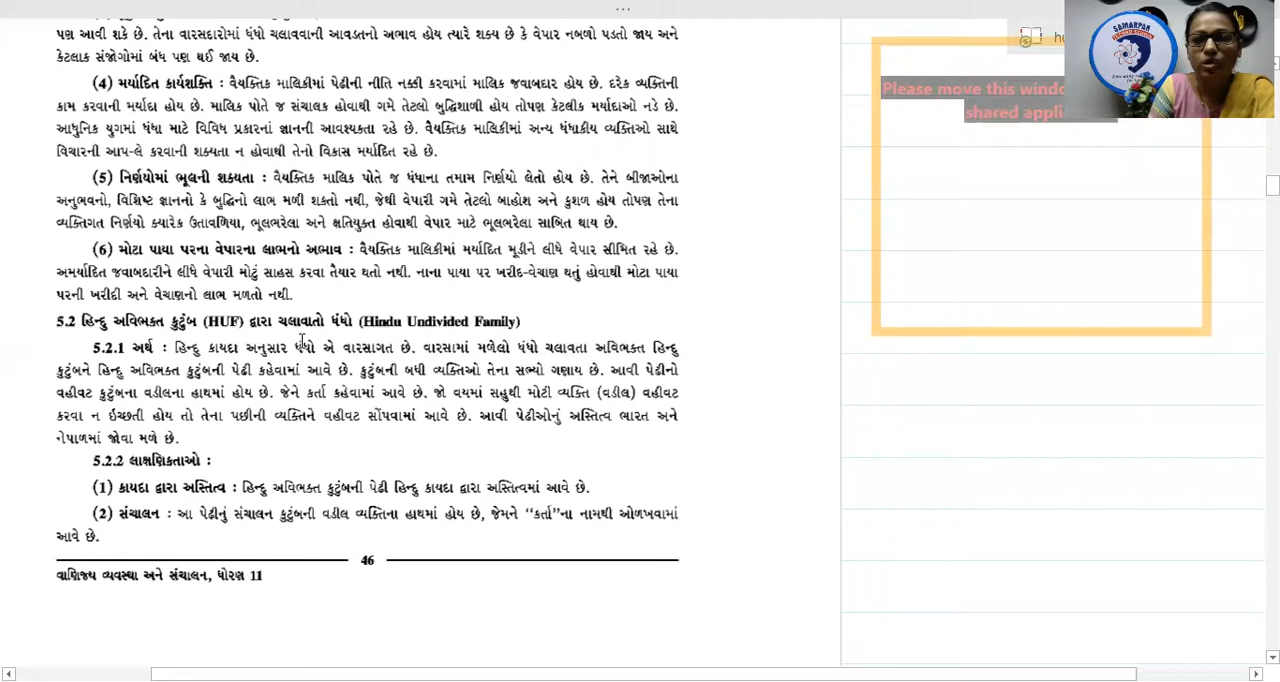 પણ આવી શકે છે. તેના વારસદારોમાં ધંધો ચલાવવાની આવડતનો અભાવ હોય ત્યારે શક્ય છે કે વેપાર નબળો પડતો જાય અને
કેટલાક સંજોગોમાં બંધ પણ થઈ જાય છે.
(4) મર્યાદિત કાર્યશક્તિ : વૈયક્તિક માલિકીમાં પેઢીની નીતિ નક્કી કરવામાં માલિક જવાબદાર હોય છે. દરેક વ્યક્તિની
કામ કરવાની મર્યાદા હોય છે. માલિક પોતે જ સંચાલક હોવાથી ગમે તેટલો બુદ્ધિશાળી હોય તોપણ કેટલીક મર્યાદાઓ નડે છે.
આધુનિક યુગમાં ધંધા માટે વિવિધ પ્રકારનાં જ્ઞાનની આવશ્યકતા રહે છે. વૈયક્તિક માલિકીમાં અન્ય ધંધાકીય વ્યક્તિઓ સાથે
વિચારની આપ-લે કરવાની શક્યતા ન હોવાથી તેનો વિકાસ મર્યાદિત રહે છે.
(5) નિર્ણયોમાં ભૂલની શક્યતા : વૈયક્તિક માલિક પોતે જ ધંધાના તમામ નિર્ણયો લેતો હોય છે. તેને બીજાઓના
અનુભવનો, વિશિષ્ટ જ્ઞાનનો કે બુદ્ધિનો લાભ મળી શક્તો નથી, જેથી વેપારી ગમે તેટલો બાહોશ અને કુશળ હોય તોપણ તેના
વ્યક્તિગત નિર્ણયો ક્યારેક ઉતાવળિયા, ભૂલભરેલા અને ક્ષતિયુક્ત હોવાથી વેપાર માટે ભૂલભરેલા સાબિત થાય છે.
(6) મોટા પાયા પરના વેપારના લાભનો અભાવ : વૈયક્તિક માલિકીમાં મર્યાદિત મૂડીને લીધે વેપાર સીમિત રહે છે.
અમર્યાદિત જવાબદારીને લીધે વેપારી મોટું સાહસ કરવા તૈયાર થતો નથી. નાના પાયા પર ખરીદ-વેચાણ થતું હોવાથી મોટા પાયા
પરની ખરીદી અને વેચાણનો લાભ મળતો નથી.
5.2 હિન્દુ અવિભક્ત કુટુંબ (HUF) દ્વારા ચલાવાતો ધંધો (Hindu Undivided Family)
5.2.1 અર્થ : હિન્દુ કાયદા અનુસાર ધંધો એ વારસાગત છે. વારસામાં મળેલો ધંધો ચલાવતા અવિભક્ત હિન્દુ
કુટુંબને હિન્દુ અવિભક્ત કુટુંબની પેઢી કહેવામાં આવે છે. કુટુંબની બધી વ્યક્તિઓ તેના સભ્યો ગણાય છે. આવી પેઢીનો
વહીવટ કુટુંબના વડીલના હાથમાં હોય છે. જેને કર્તા કહેવામાં આવે છે. જો વયમાં સહુથી મોટી વ્યક્તિ (વડીલ) વહીવટ
કરવા ન ઇચ્છતી હોય તો તેના પછીની વ્યક્તિને વહીવટ સોંપવામાં આવે છે. આવી પેઢીઓનું અસ્તિત્વ ભારત અને
નેપાળમાં જોવા મળે છે.
5.2.2 લાક્ષણિકતાઓ :
(1) કાયદા દ્વારા અસ્તિત્વ : હિન્દુ અવિભક્ત કુટુંબની પેઢી હિન્દુ કાયદા દ્વારા અસ્તિત્વમાં આવે છે.
(2) સંચાલન : આ પેઢીનું સંચાલન કુટુંબની વડીલ વ્યક્તિના હાથમાં હોય છે, જેમને “કર્તા”ના નામથી ઓળખવામાં
આવે છે.
46
વાણિજ્ય વ્યવસ્થા અને સંચાલન, ધોરણ 11
hu
Please move this windo
shared appli
SAMARPAN